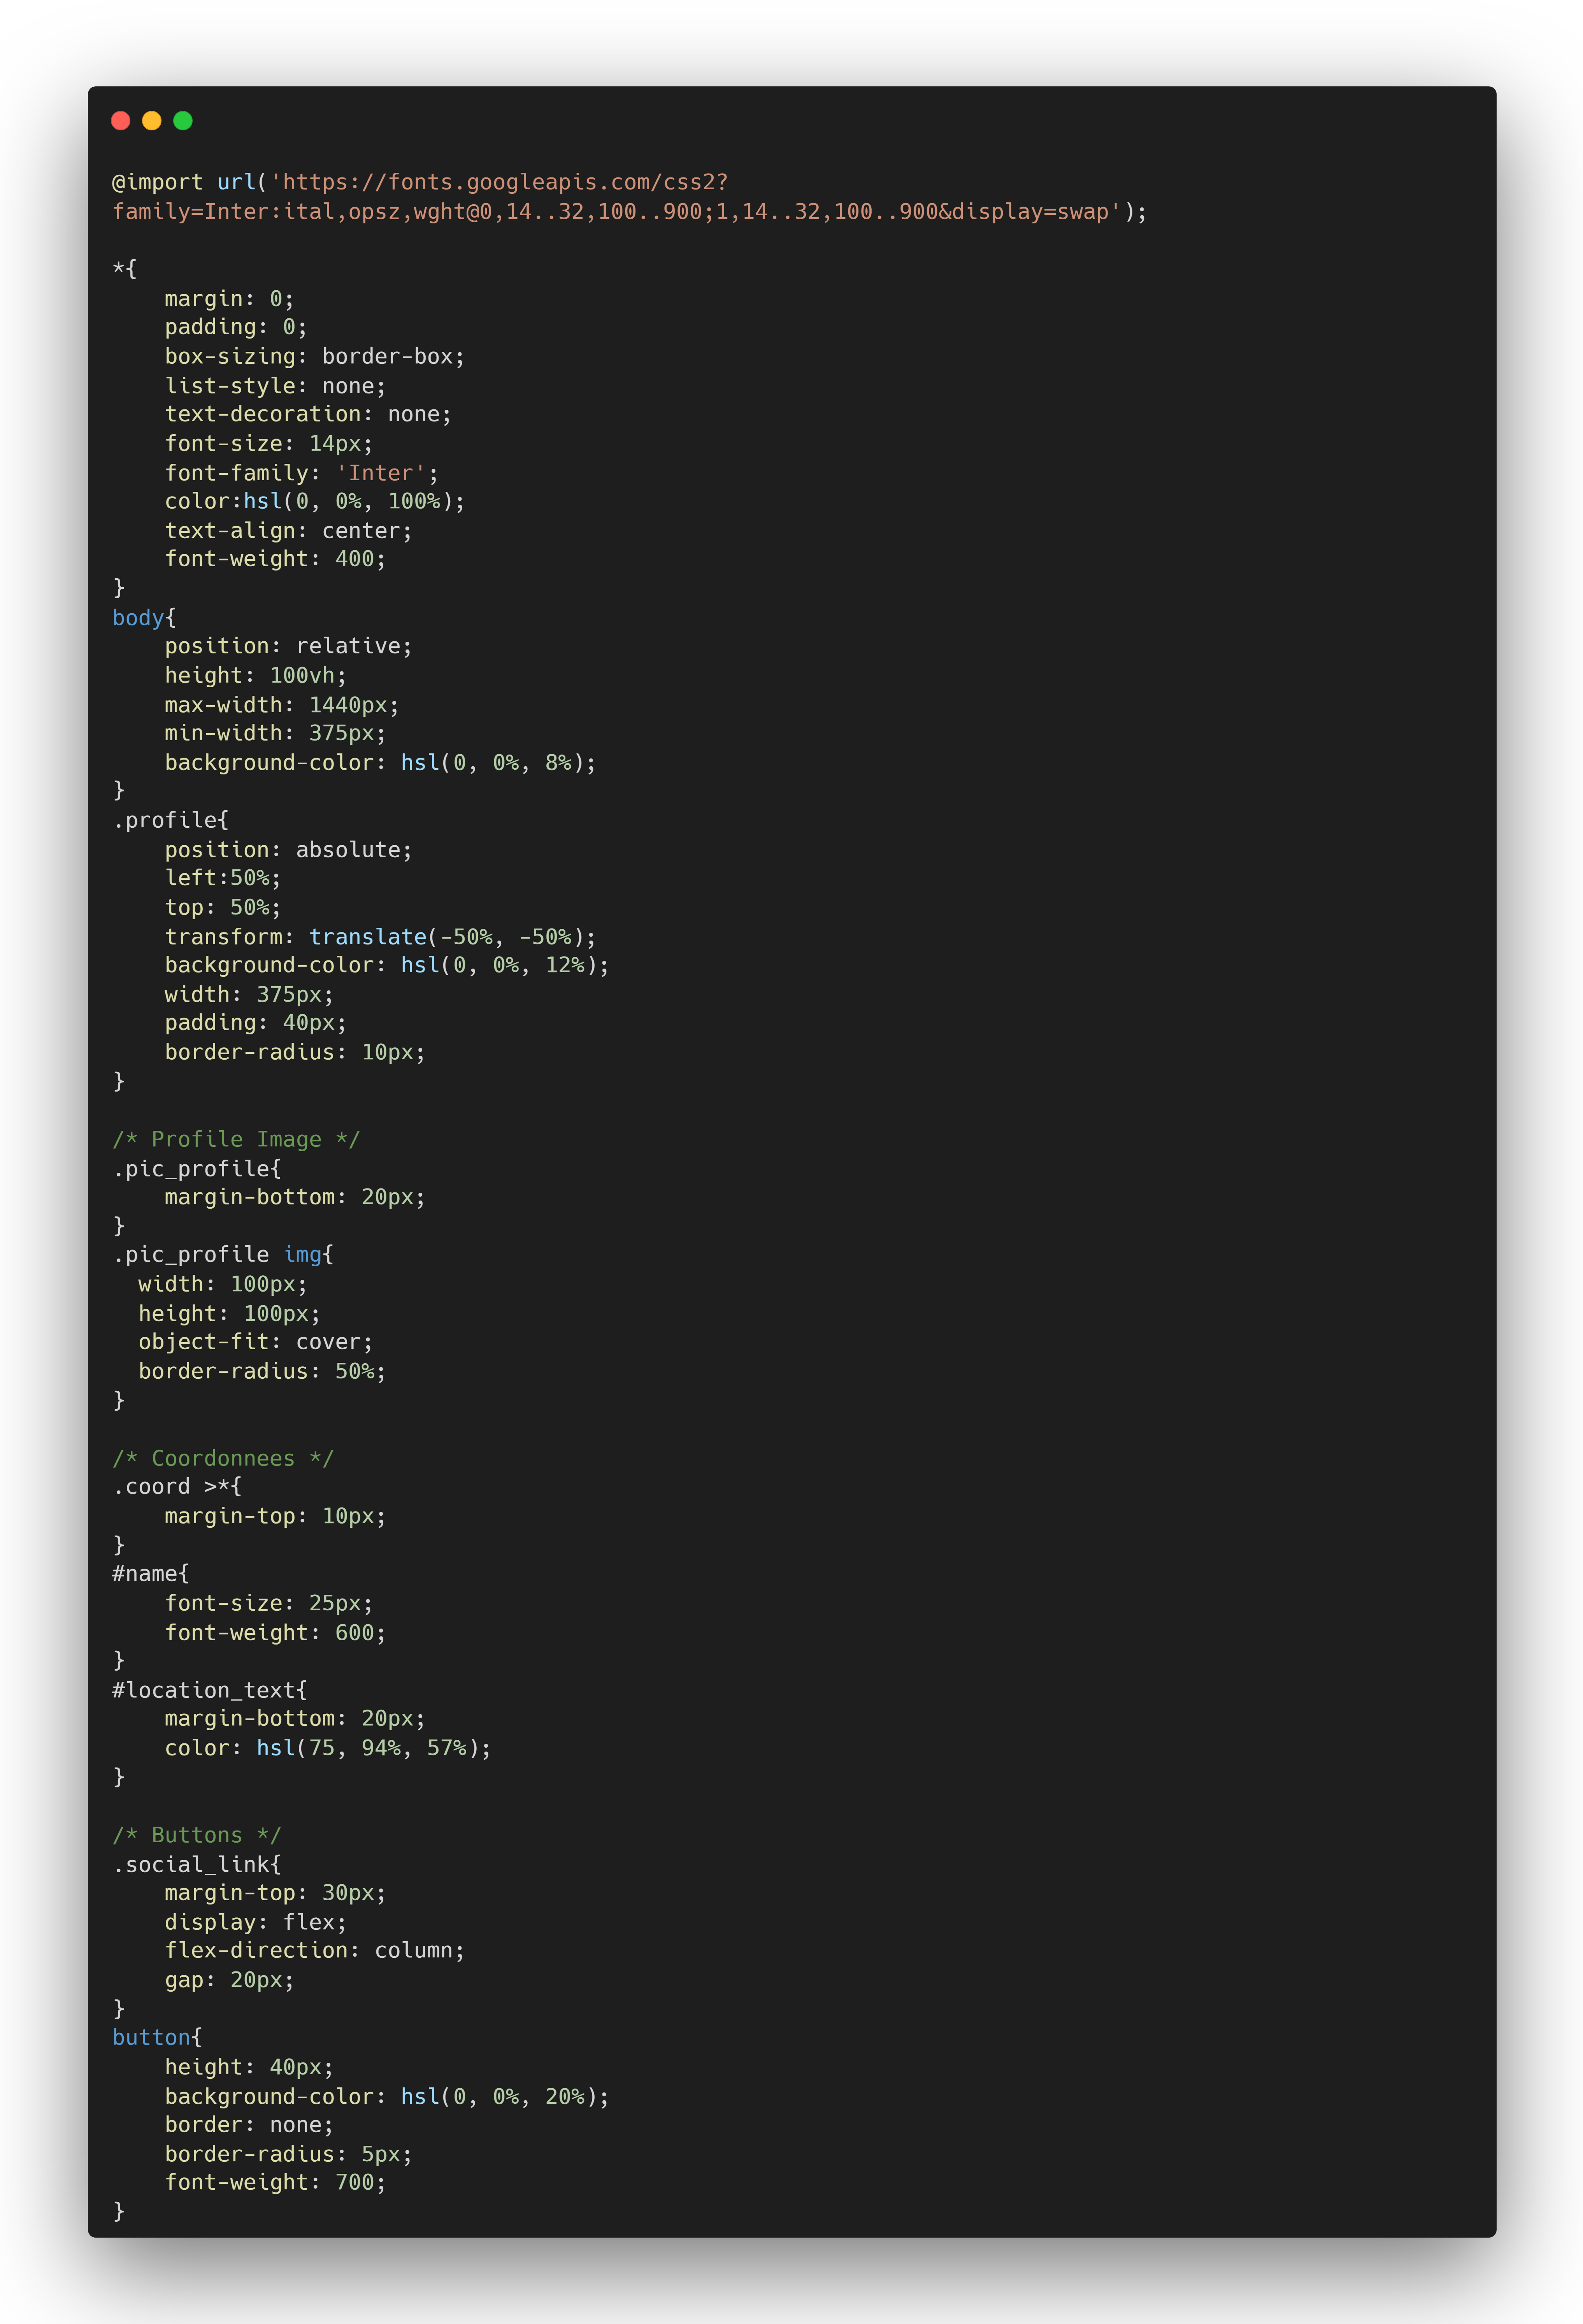 @import url('https://fonts.googleapis.com/css2?
family=Inter:ital,opsz,wght@0,14..32,100..900;1,14..32,100..900&display=swap');

*{
    margin: 0;
    padding: 0;
    box-sizing: border-box;
    list-style: none;
    text-decoration: none;
    font-size: 14px;
    font-family: 'Inter';
    color:hsl(0, 0%, 100%);
    text-align: center;
    font-weight: 400;
}
body{
    position: relative;
    height: 100vh;
    max-width: 1440px;
    min-width: 375px;
    background-color: hsl(0, 0%, 8%);
}
.profile{
    position: absolute;
    left:50%;
    top: 50%;
    transform: translate(-50%, -50%);
    background-color: hsl(0, 0%, 12%);
    width: 375px;
    padding: 40px;
    border-radius: 10px;
}

/* Profile Image */
.pic_profile{
    margin-bottom: 20px;
}
.pic_profile img{
  width: 100px;
  height: 100px;
  object-fit: cover;
  border-radius: 50%;
}

/* Coordonnees */
.coord >*{
    margin-top: 10px;
}
#name{
    font-size: 25px;
    font-weight: 600;
}
#location_text{
    margin-bottom: 20px;
    color: hsl(75, 94%, 57%);
}

/* Buttons */
.social_link{
    margin-top: 30px;
    display: flex;
    flex-direction: column;
    gap: 20px;
}
button{
    height: 40px;
    background-color: hsl(0, 0%, 20%);
    border: none;
    border-radius: 5px;
    font-weight: 700;
}